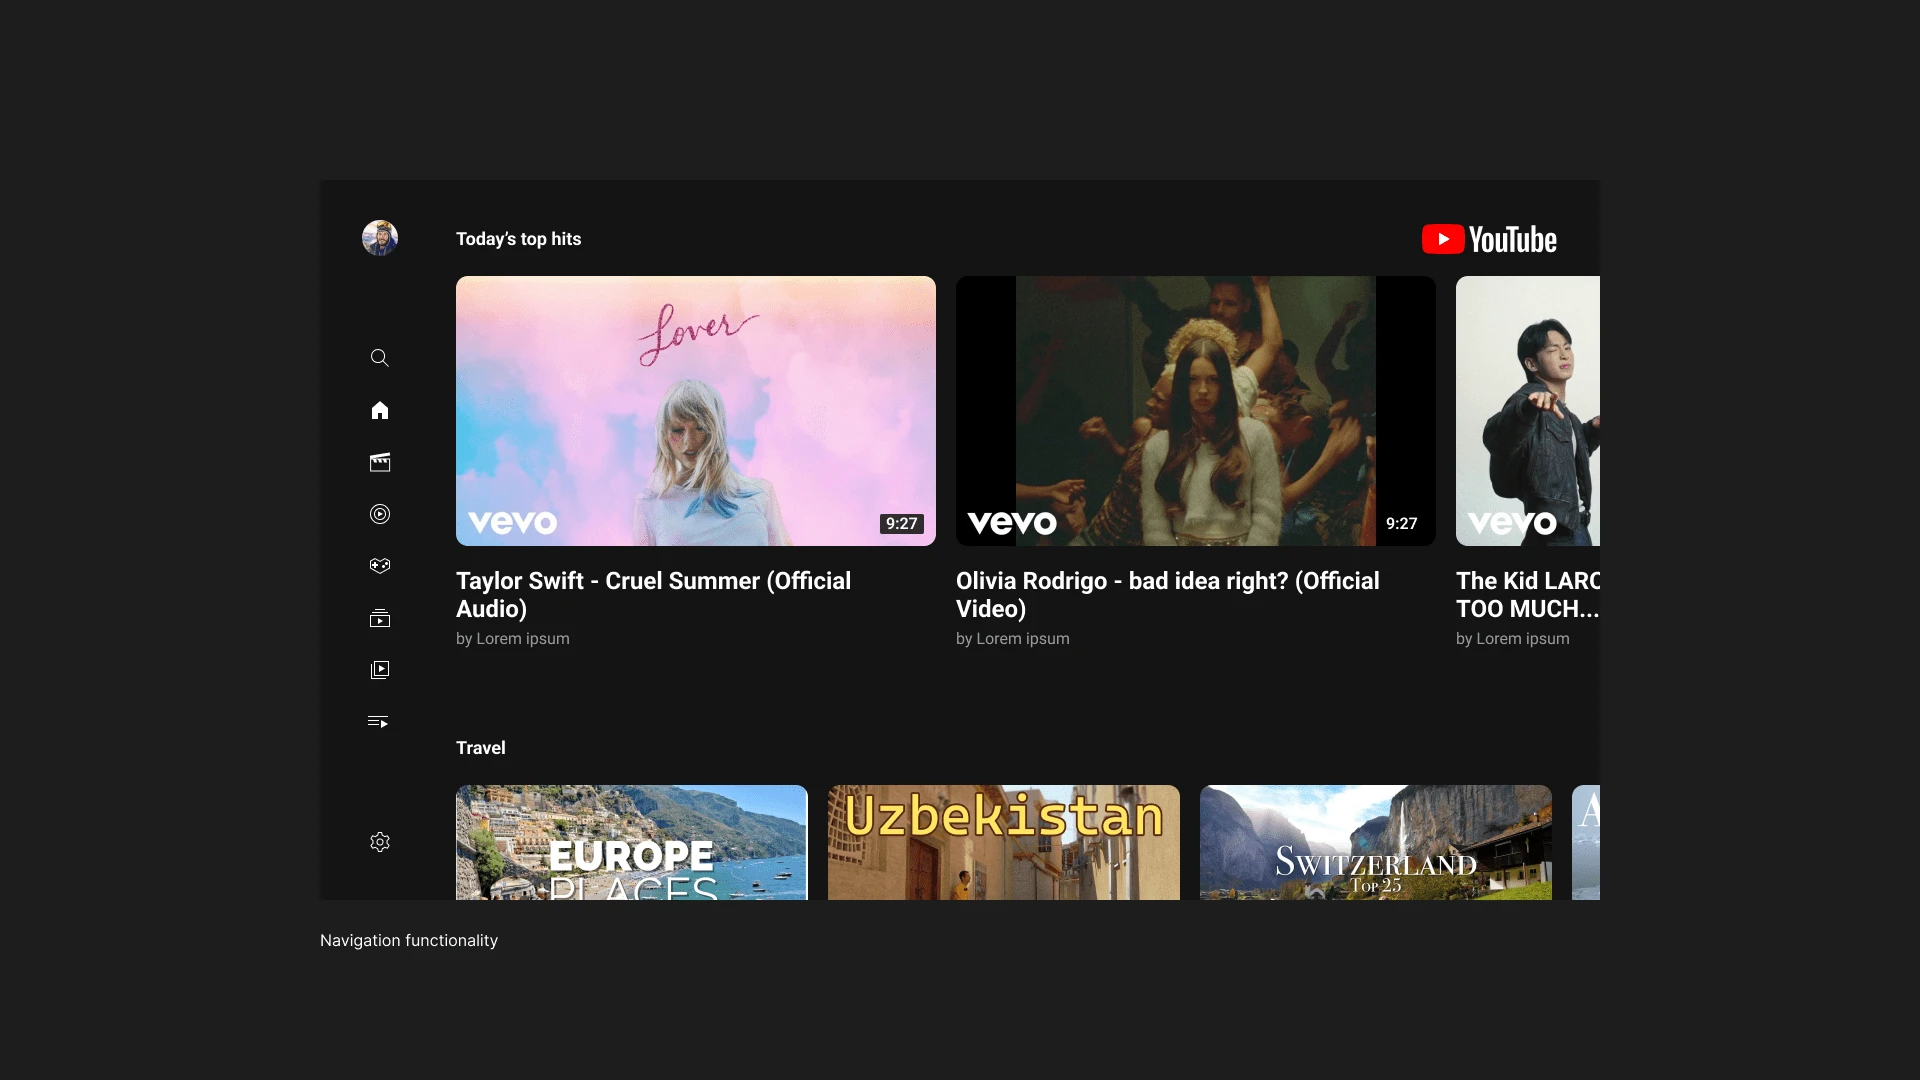 Today's top hits
YouTube
Lover
vevo
9:27
vevo
9:27
vevo
Taylor Swift - Cruel Summer (Official
Audio)
by Lorem ipsum
Olivia Rodrigo - bad idea right? (Official
Video)
by Lorem ipsum
The Kid
TOO MUCH...
by Lorem ipsum
Travel
EUROPE
PLACES
Uzbekistan
SWITZERLAND
TOP 25
Navigation functionality